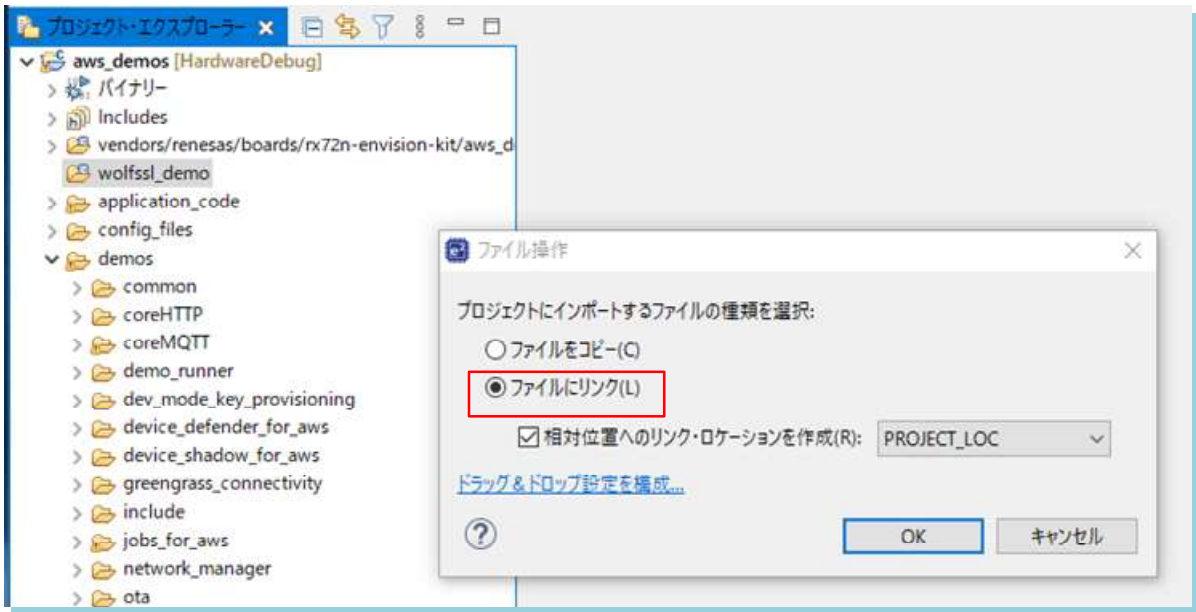 プロジェクト・エクスプローラー
aws_demos [HardwareDebug]
バイナリー
Includes
vendors/renesas/boards/rx72n-envision-kit/aws_d
wolfssl_demo
application_code
config_files
demos
common
coreHTTP
coreMQTT
demo_runner
dev_mode_key_provisioning
device_defender_for_aws
device_shadow_for_aws
greengrass_connectivity
include
jobs_for_aws
network_manager
ota
ファイル操作
プロジェクトにインポートするファイルの種類を選択:
ファイルをコピー(C)
ファイルにリンク(L)
相対位置へのリンク・ロケーションを作成(R): PROJECT_LOC
ドラッグ&ドロップ設定を構成...
OK キャンセル